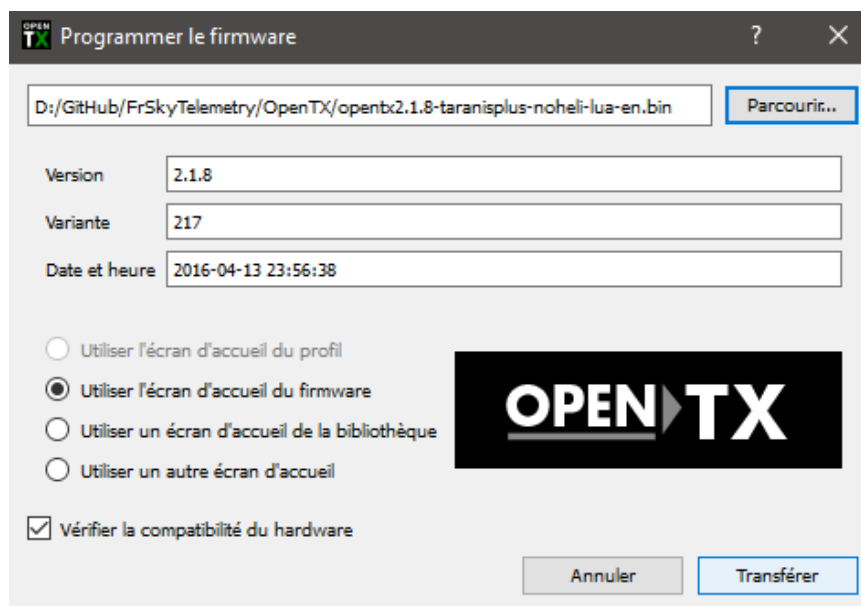 OPEN TX Programmer le firmware ?
D:/GitHub/FrSkyTelemetry/OpenTX/opentx2.1.8-taranisplus-noheli-lua-en.bin Parcourir...
Version 2.1.8
Variante 217
Date et heure 2016-04-13 23:56:38
Utiliser l'écran d'accueil du profil
Utiliser l'écran d'accueil du firmware
Utiliser un écran d'accueil de la bibliothèque
Utiliser un autre écran d'accueil
OPEN TX
Vérifier la compatibilité du hardware
Annuler Transférer